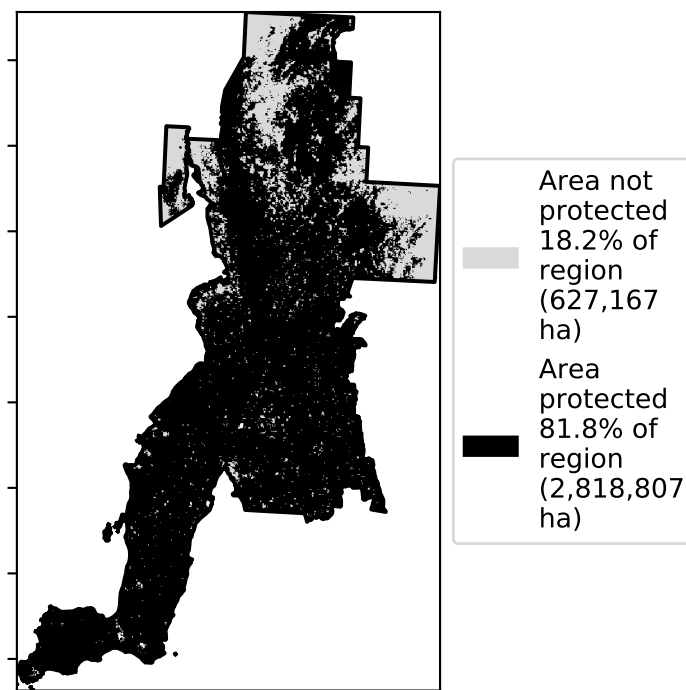 Area not
protected
18.2% of
region
(627,167
ha)
Area
protected
81.8% of
region
(2,818,807
ha)